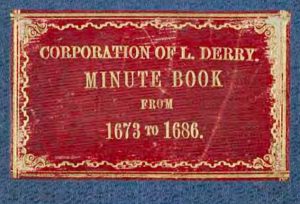 CORPORATION OF L. DERRY.
MINUTE BOOK
FROM
1673 TO 1686.